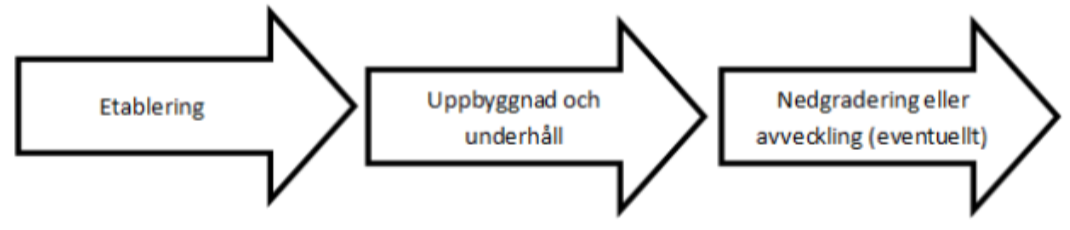 Etablering
Uppbyggnad och
underhåll
Nedgradering eller
avveckling (eventuellt)